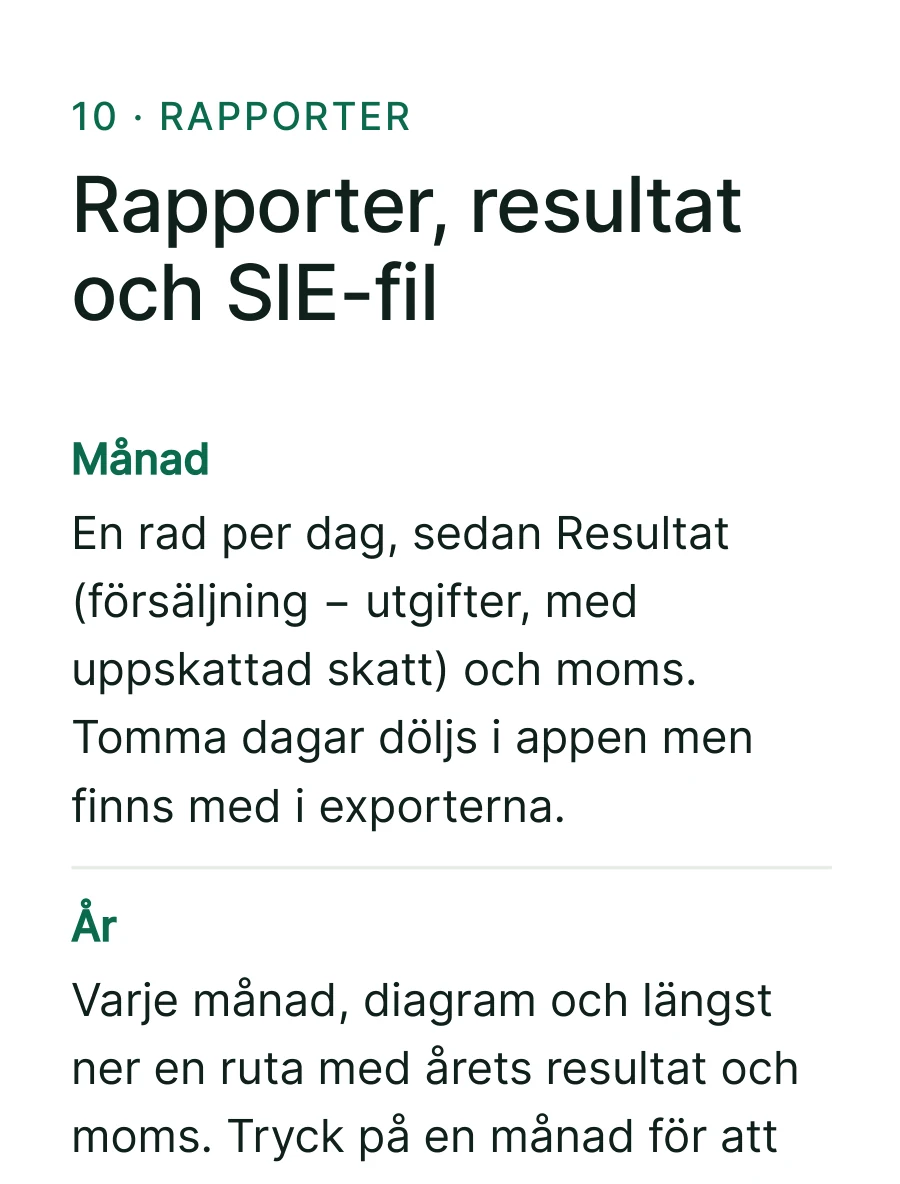 10 · RAPPORTER
Rapporter, resultat
och SIE-fil
Månad
En rad per dag, sedan Resultat
(försäljning − utgifter, med
uppskattad skatt) och moms.
Tomma dagar döljs i appen men
finns med i exporterna.
År
Varje månad, diagram och längst
ner en ruta med årets resultat och
moms. Tryck på en månad för att